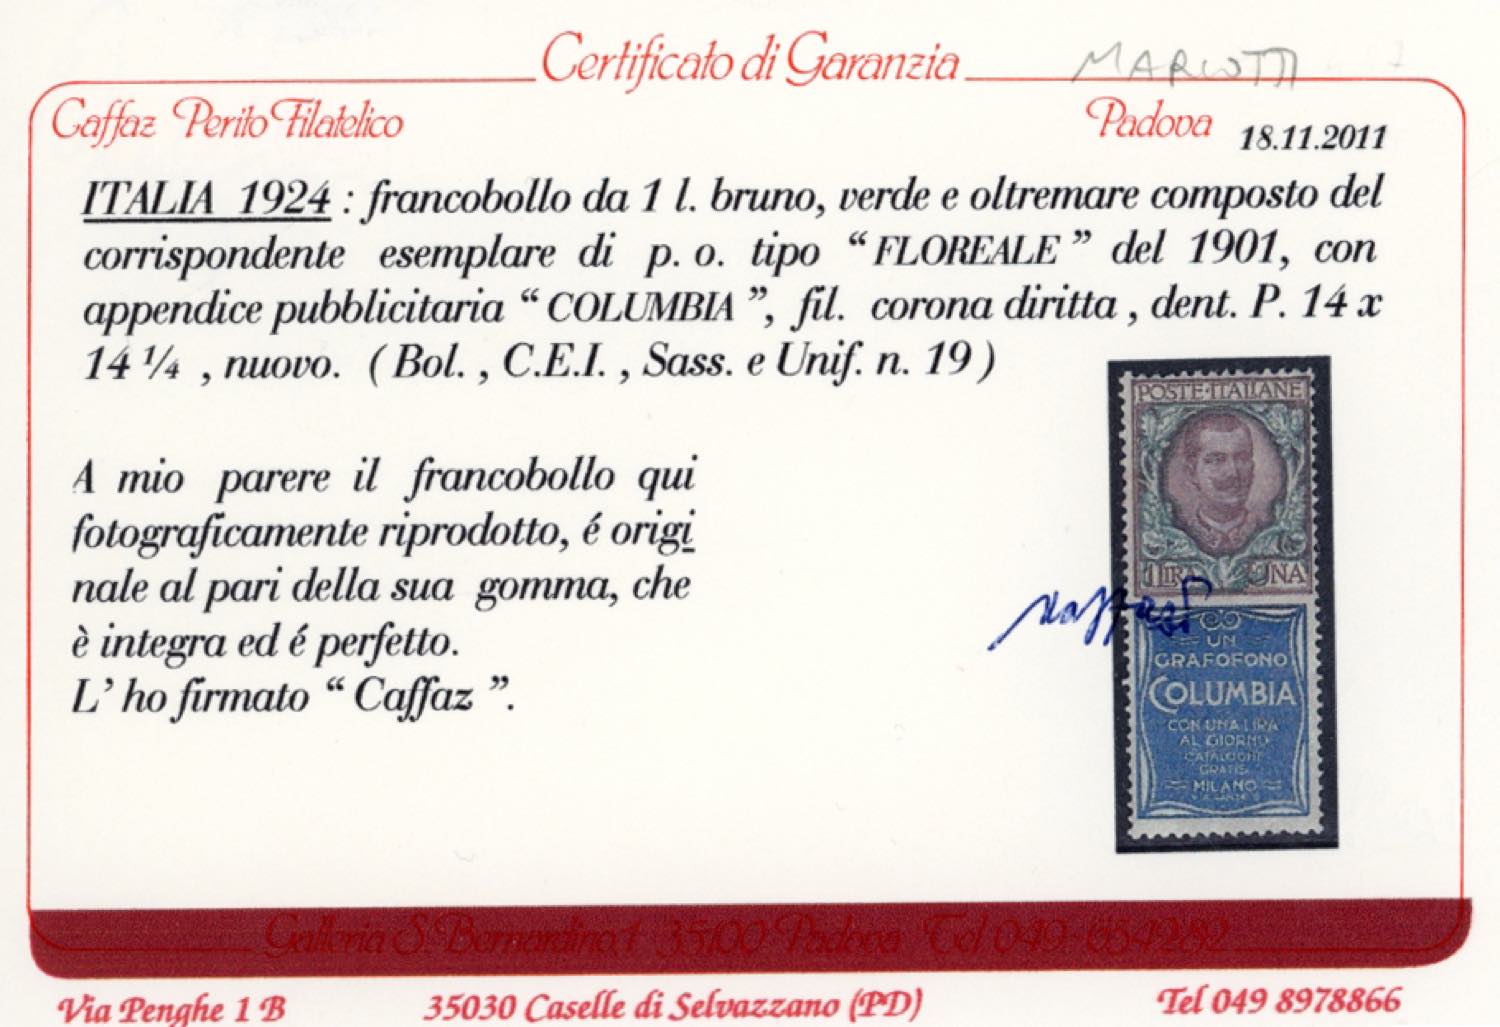 Certificato di Garanzia
MARIOTTI
Caffaz Perito Filatelico
Padova 18.11.2011
ITALIA 1924 : francobollo da 1 l. bruno, verde e oltremare composto del
corrispondente esemplare di p. o. tipo “FLOREALE” del 1901, con
appendice pubblicitaria “COLUMBIA”, fil. corona diritta, dent. P. 14 x
14 ¼ , nuovo. ( Bol. , C.E.I. , Sass. e Unif. n. 19 )
A mio parere il francobollo qui
fotograficamente riprodotto, é origi
nale al pari della sua gomma, che
è integra ed é perfetto.
L’ ho firmato “ Caffaz ”.
POSTE·ITALIANE
1 LIRA UNA
UN
GRAFOFONO
COLUMBIA
CON UNA LIRA
AL GIORNO
CATALOGHI
GRATIS
MILANO
Galleria S. Bernardino, 1 35100 Padova Tel 049-654282
Via Penghe 1 B 35030 Caselle di Selvazzano (PD) Tel 049 8978866